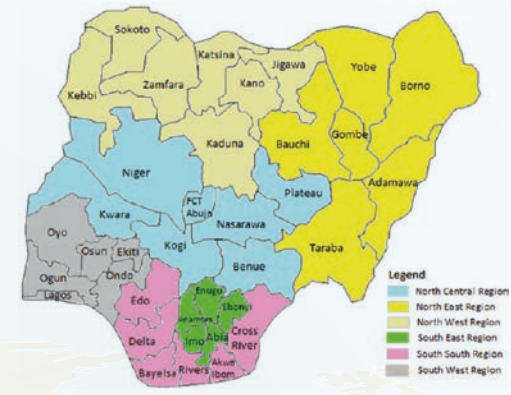 Sokoto
Katsina
Jigawa
Yobe
Borno
Zamfara
Kano
Kebbi
Gombe
Kaduna
Bauchi
Adamawa
Niger
Plateau
FCT
Abuja
Kwara
Nasarawa
Taraba
Oyo
Kogi
Benue
Osun
Ekiti
Ogun
Ondo
Lagos
Edo
Enugu
Ebonyi
Anambra
Delta
Imo
Abia
Cross
River
Bayelsa
Rivers
Akwa
Ibom
Legend
North Central Region
North East Region
North West Region
South East Region
South South Region
South West Region